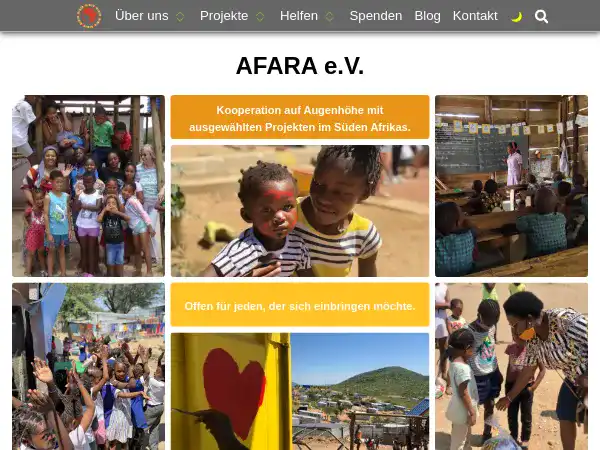 Über uns Projekte Helfen Spenden Blog Kontakt
AFARA e.V.
Kooperation auf Augenhöhe mit
ausgewählten Projekten im Süden Afrikas.
Offen für jeden, der sich einbringen möchte.